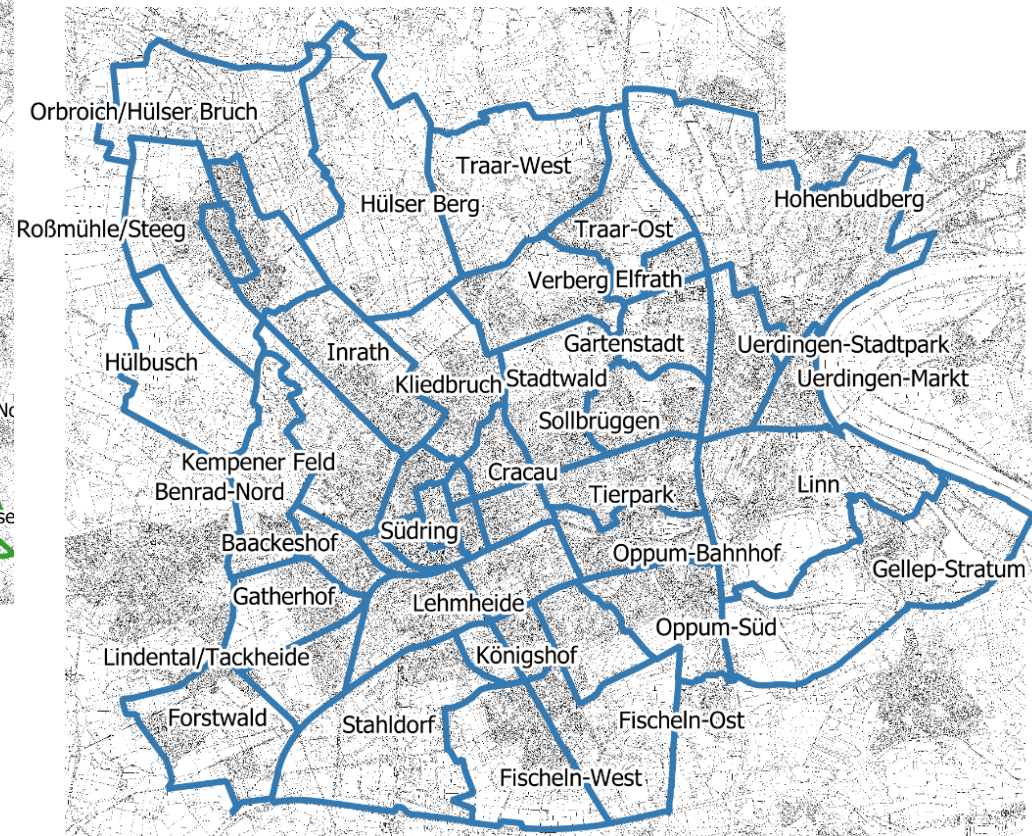 Orbroich/Hülser Bruch
Traar-West
Hülser Berg
Hohenbudberg
Roßmühle/Steeg
Traar-Ost
Verberg
Elfrath
Gartenstadt
Uerdingen-Stadtpark
Inrath
Hülbusch
Kliedbruch
Stadtwald
Uerdingen-Markt
No
Sollbrüggen
Kempener Feld
Cracau
Linn
Benrad-Nord
Tierpark
se
Südring
Baackeshof
Oppum-Bahnhof
Gellep-Stratum
Gatherhof
Lehmheide
Oppum-Süd
Lindental/Tackheide
Königshof
Forstwald
Stahldorf
Fischeln-Ost
Fischeln-West